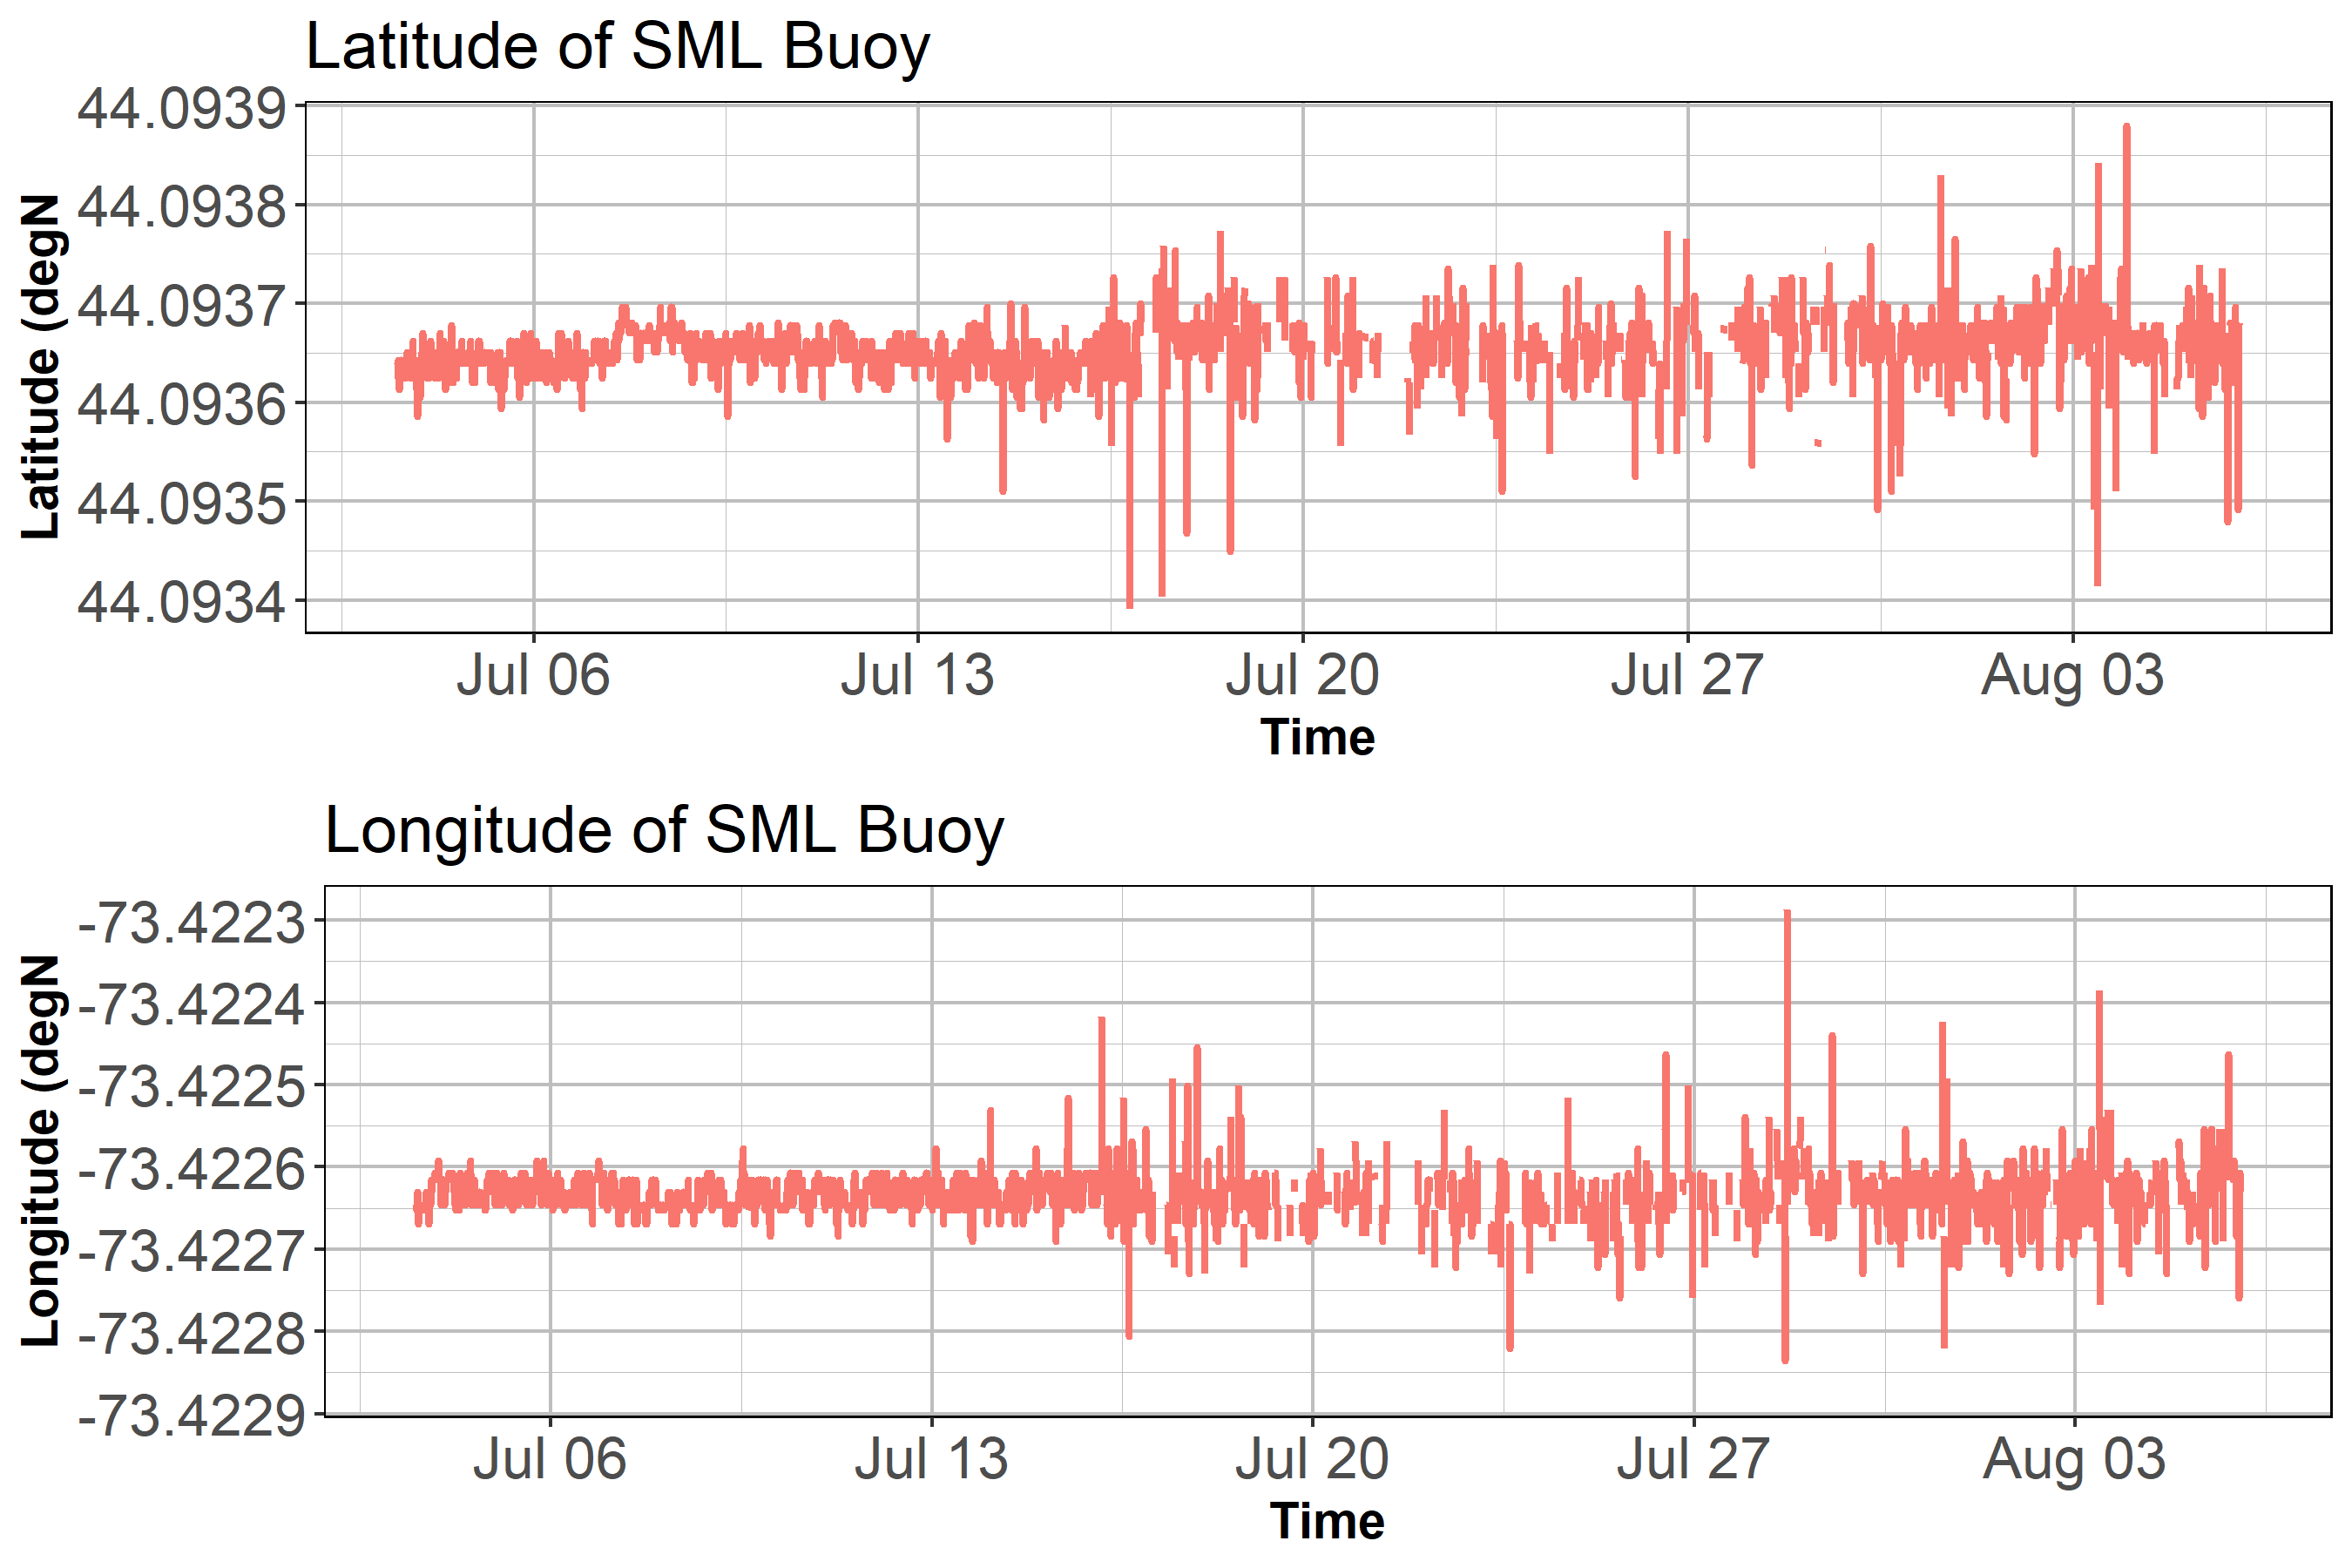 Latitude of SML Buoy
Latitude (degN
44.0939
44.0938
44.0937
44.0936
44.0935
44.0934
Jul 06 Jul 13 Jul 20 Jul 27 Aug 03
Time
Longitude of SML Buoy
Longitude (degN
-73.4223
-73.4224
-73.4225
-73.4226
-73.4227
-73.4228
-73.4229
Jul 06 Jul 13 Jul 20 Jul 27 Aug 03
Time